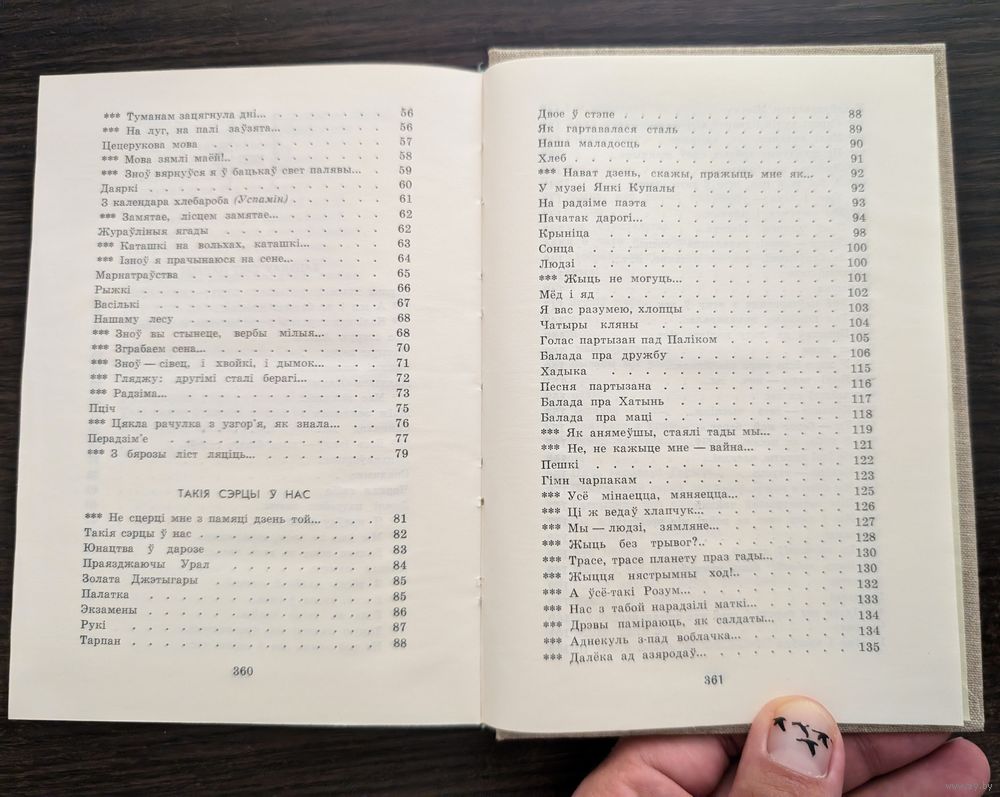 *** Туманам зацягнула дні... 56
*** На луг, на палі заўзята... 56
Цецерукова мова 57
*** Мова зямлі маёй!.. 58
*** Зноў вярнуўся я ў бацькаў свет палявы... 59
Даяркі 60
З календара хлебароба (Успамін) 61
*** Замятае, лісцем замятае... 62
Жураўліныя ягады 62
*** Каташкі на вольхах, каташкі... 63
*** Ізноў я прачынаюся на сене... 64
Марнатраўства 65
Рыжкі 66
Васількі 67
Нашаму лесу 68
*** Зноў вы стынеце, вербы мілыя... 68
*** Зграбаем сена... 70
*** Зноў — сівец, і хвойкі, і дымок... 71
*** Гляджу: другімі сталі берагі... 72
*** Радзіма... 73
Пціч 75
*** Цякла рачулка з узгор'я, як знала... 76
Перадзім'е 77
*** З бярозы ліст ляціць... 79
ТАКІЯ СЭРЦЫ Ў НАС
*** Не сцерці мне з памяці дзень той... 81
Такія сэрцы ў нас 82
Юнацтва ў дарозе 83
Праязджаючы Урал 84
Золата Джэтыгары 85
Палатка 85
Экзамены 86
Рукі 87
Тарпан 88
360
Двое ў стэпе 88
Як гартавалася сталь 89
Наша маладосць 90
Хлеб 91
*** Нават дзень, скажы, пражыць мне як... 92
У музеі Янкі Купалы 92
На радзіме паэта 93
Пачатак дарогі... 94
Крыніца 98
Сонца 100
Людзі 100
*** Жыць не могуць... 101
Мёд і яд 102
Я вас разумею, хлопцы 103
Чатыры кляны 104
Голас партызан пад Паліком 105
Балада пра дружбу 106
Хадыка 115
Песня партызана 116
Балада пра Хатынь 117
Балада пра маці 118
*** Як анямеўшы, стаялі тады мы... 119
*** Не, не кажыце мне — вайна... 121
Пешкі 122
Гімн чарпакам 123
*** Усё мінаецца, мяняецца... 125
*** Ці ж ведаў хлапчук... 126
*** Мы — людзі, зямляне... 127
*** Жыць без трывог?.. 128
*** Трасе, трасе планету праз гады... 130
*** Жыцця нястрымны ход!.. 130
*** А ўсё-такі Розум... 132
*** Нас з табой нарадзілі маткі... 133
*** Дрэвы паміраюць, як салдаты... 134
*** Аднекуль з-пад воблачка... 134
*** Далёка ад азяродаў... 135
361
www.ay.by